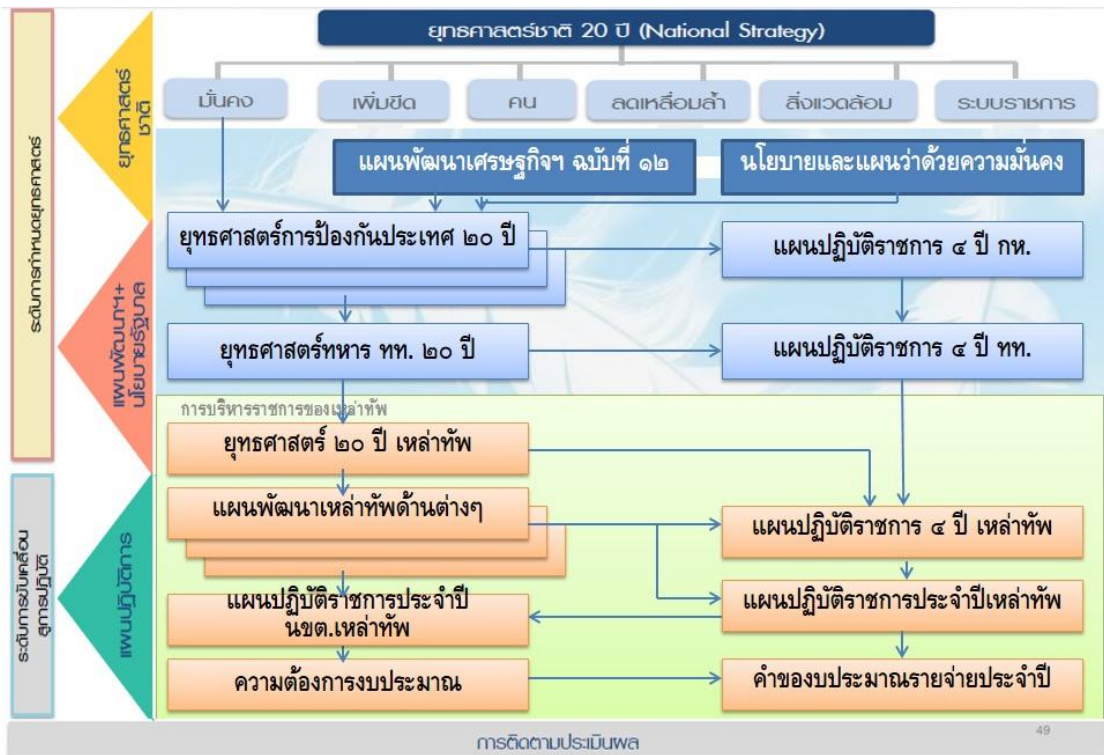 ยุทธศาสตร์ชาติ 20 ปี (National Strategy)
มั่นคง
เพิ่มขีด
คน
ลดเหลื่อมล้ำ
สิ่งแวดล้อม
ระบบราชการ
ยุทธศาสตร์
ชาติ
แผนพัฒนาเศรษฐกิจฯ ฉบับที่ ๑๒
นโยบายและแผนว่าด้วยความมั่นคง
ระดับการกำหนดยุทธศาสตร์
ยุทธศาสตร์การป้องกันประเทศ ๒๐ ปี
แผนปฏิบัติราชการ ๔ ปี กห.
แผนพัฒนาฯ+
นโยบายรัฐบาล
ยุทธศาสตร์ทหาร ทท. ๒๐ ปี
แผนปฏิบัติราชการ ๔ ปี ทท.
การบริหารราชการของเหล่าทัพ
ยุทธศาสตร์ ๒๐ ปี เหล่าทัพ
แผนพัฒนาเหล่าทัพด้านต่างๆ
แผนปฏิบัติราชการ ๔ ปี เหล่าทัพ
ระดับการขับเคลื่อน
สู่การปฏิบัติ
แผนปฏิบัติการ
แผนปฏิบัติราชการประจำปี
นขต.เหล่าทัพ
แผนปฏิบัติราชการประจำปีเหล่าทัพ
ความต้องการงบประมาณ
คำของบประมาณรายจ่ายประจำปี
การติดตามประเมินผล
49